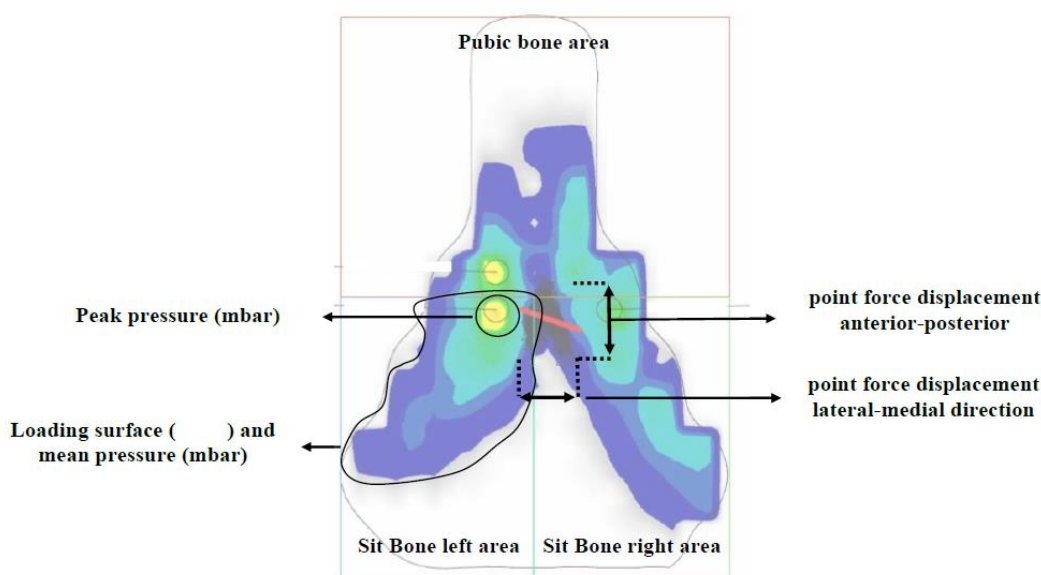 Pubic bone area
Peak pressure (mbar)
point force displacement
anterior-posterior
point force displacement
lateral-medial direction
Loading surface (        ) and
mean pressure (mbar)
Sit Bone left area
Sit Bone right area